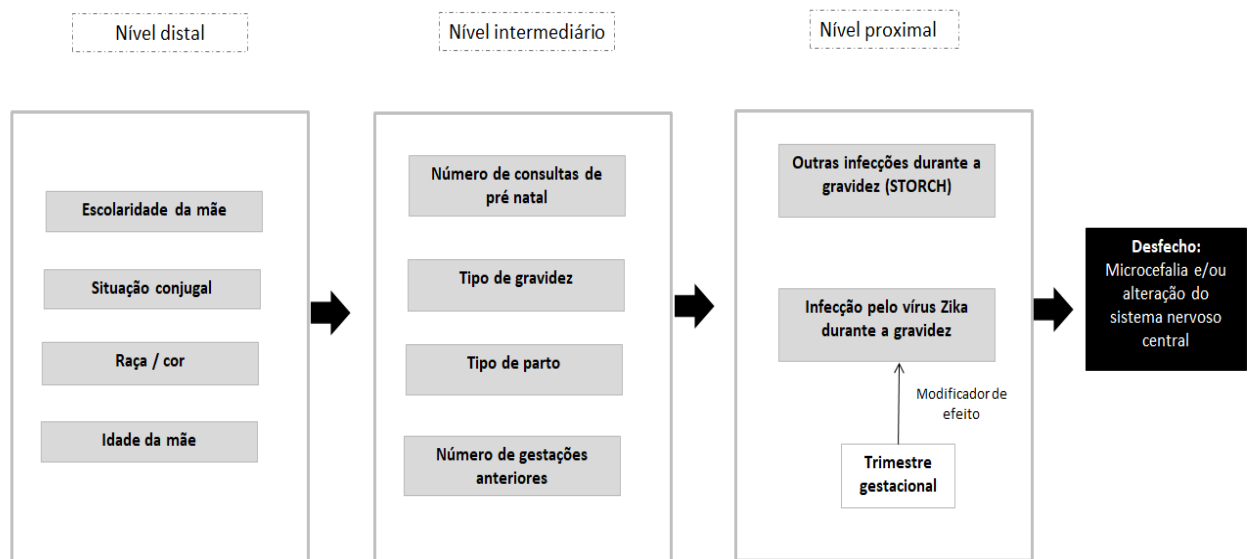 Nível distal
Nível intermediário
Nível proximal
Escolaridade da mãe
Situação conjugal
Raça / cor
Idade da mãe
Número de consultas de
pré natal
Tipo de gravidez
Tipo de parto
Número de gestações
anteriores
Outras infecções durante a
gravidez (STORCH)
Infecção pelo vírus Zika
durante a gravidez
Modificador de
efeito
Trimestre
gestacional
Desfecho:
Microcefalia e/ou
alteração do
sistema nervoso
central